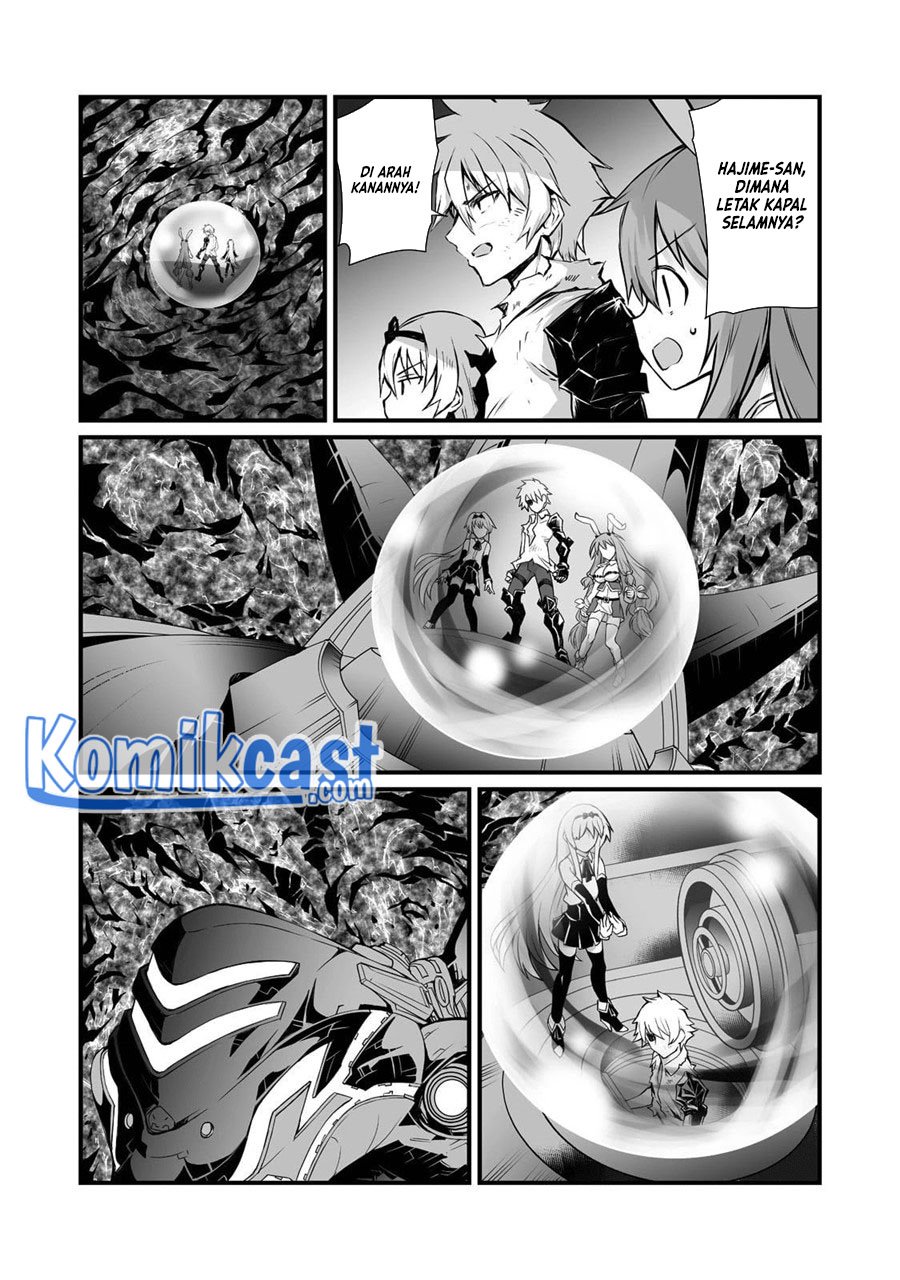 HAJIME-SAN,
DIMANA
LETAK KAPAL
SELAMNYA?
DI ARAH
KANANNYA!
Komikcast
.com